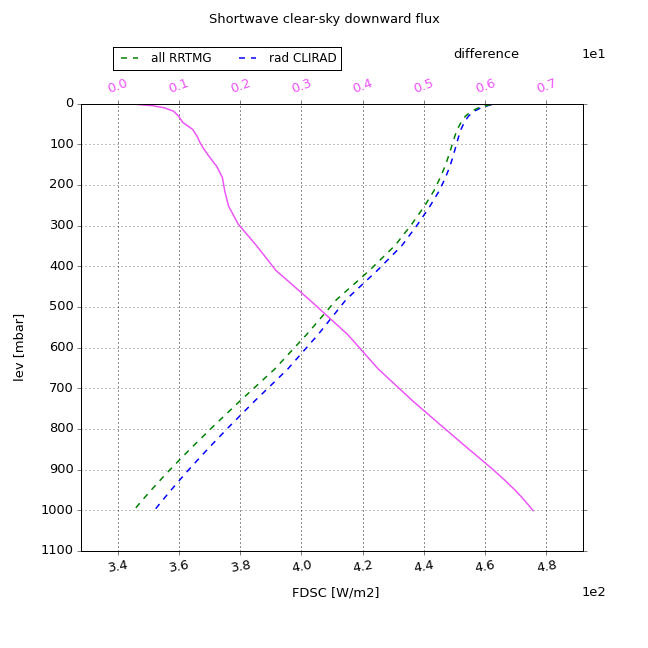 Shortwave clear-sky downward flux
all RRTMG rad CLIRAD difference 1e1
0.0 0.1 0.2 0.3 0.4 0.5 0.6 0.7
0
100
200
300
400
500
600
700
800
900
1000
1100
lev [mbar]
3.4 3.6 3.8 4.0 4.2 4.4 4.6 4.8
FDSC [W/m2] 1e2